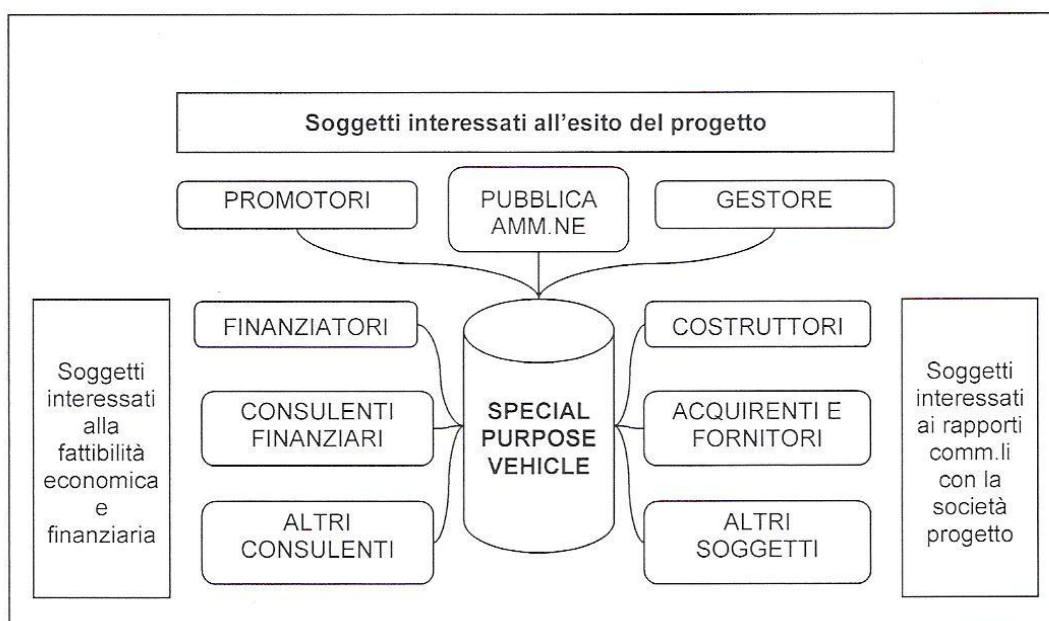 Soggetti interessati all'esito del progetto
PROMOTORI
PUBBLICA
AMM.NE
GESTORE
Soggetti
interessati
alla
fattibilità
economica
e
finanziaria
FINANZIATORI
CONSULENTI
FINANZIARI
ALTRI
CONSULENTI
SPECIAL
PURPOSE
VEHICLE
COSTRUTTORI
ACQUIRENTI E
FORNITORI
ALTRI
SOGGETTI
Soggetti
interessati
ai rapporti
comm.li
con la
società
progetto